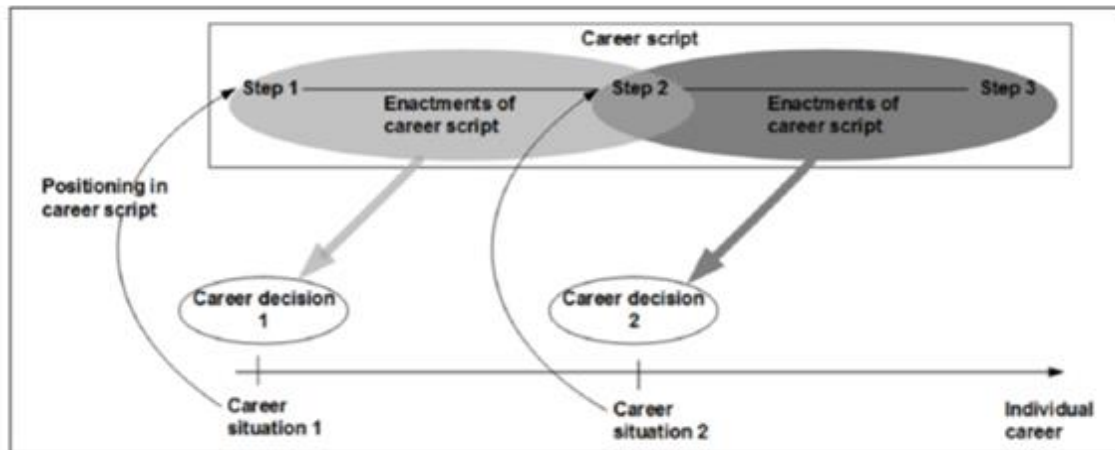 Career script
Step 1
Step 2
Step 3
Enactments of
career script
Enactments of
career script
Positioning in
career script
Career decision
1
Career decision
2
Career
situation 1
Career
situation 2
Individual
career